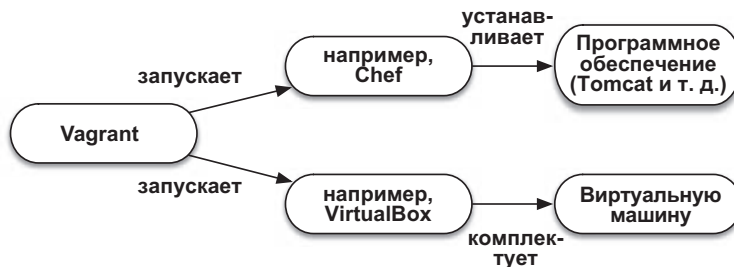 устанав-
ливает
например,
Chef
Программное
обеспечение
(Tomcat и т. д.)
запускает
Vagrant
запускает
например,
VirtualBox
Виртуальную
машину
комплек-
тует